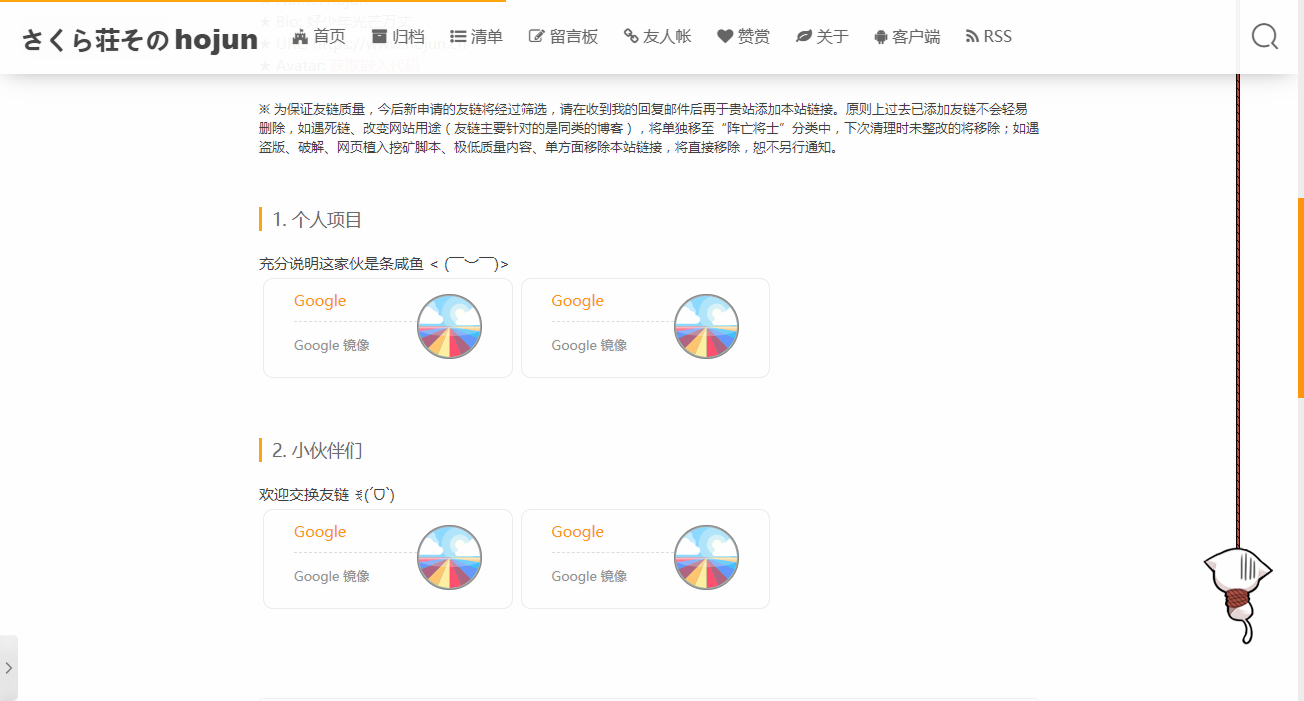 さくら荘その hojun
首页 归档 清单 留言板 友人帐 赞赏 关于 客户端 RSS
★ Avatar: 获取嵌入代码
※ 为保证友链质量，今后新申请的友链将经过筛选，请在收到我的回复邮件后再于贵站添加本站链接。原则上过去已添加友链不会轻易
删除，如遇死链、改变网站用途（友链主要针对的是同类的博客），将单独移至“阵亡将士”分类中，下次清理时未整改的将移除；如遇
盗版、破解、网页植入挖矿脚本、极低质量内容、单方面移除本站链接，将直接移除，恕不另行通知。
1. 个人项目
充分说明这家伙是条咸鱼 < (￣︶￣)>
Google Google
Google 镜像 Google 镜像
2. 小伙伴们
欢迎交换友链 ꉂ(ˊᗜˋ)
Google Google
Google 镜像 Google 镜像